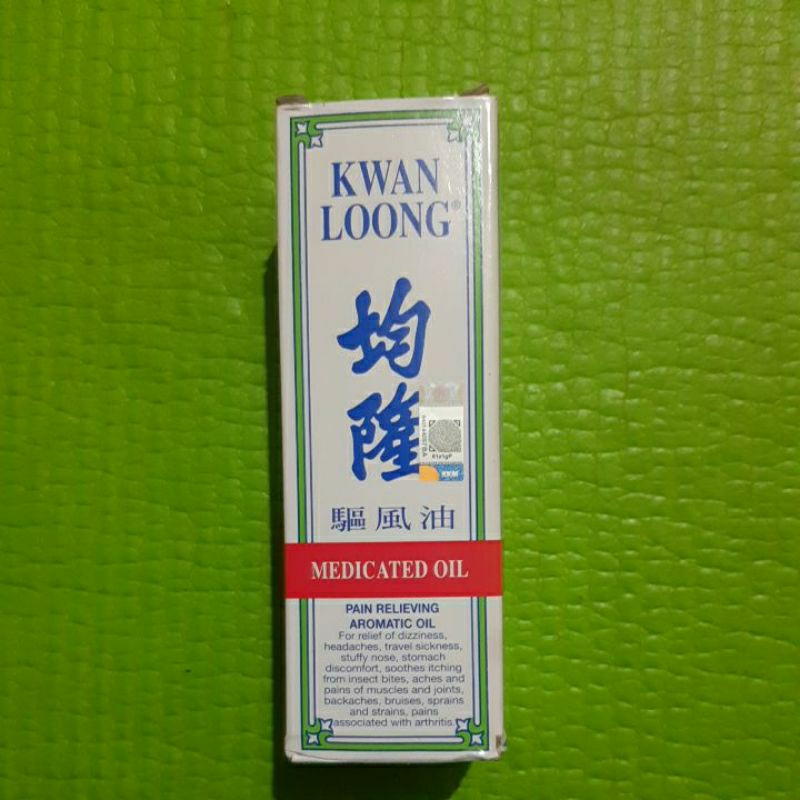 KWAN
LOONG®
均
隆
驅風油
MEDICATED OIL
PAIN RELIEVING
AROMATIC OIL
For relief of dizziness,
headaches, travel sickness,
stuffy nose, stomach
discomfort, soothes itching
from insect bites, aches and
pains of muscles and joints,
backaches, bruises, sprains
and strains, pains
associated with arthritis.
KKM